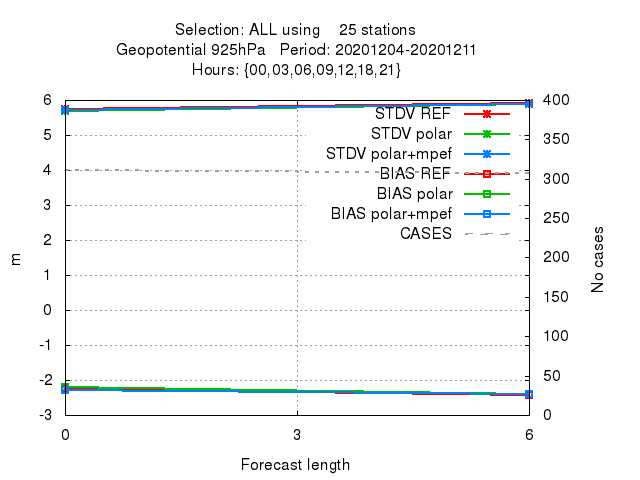 Selection: ALL using    25 stations
Geopotential 925hPa   Period: 20201204-20201211
Hours: {00,03,06,09,12,18,21}
6 400
STDV REF
STDV polar
5 350
STDV polar+mpef
4 300
BIAS REF
BIAS polar
3 250
BIAS polar+mpef
CASES
2 200
m
No cases
1
0 150
-1 100
-2 50
-3 0
0 3 6
Forecast length